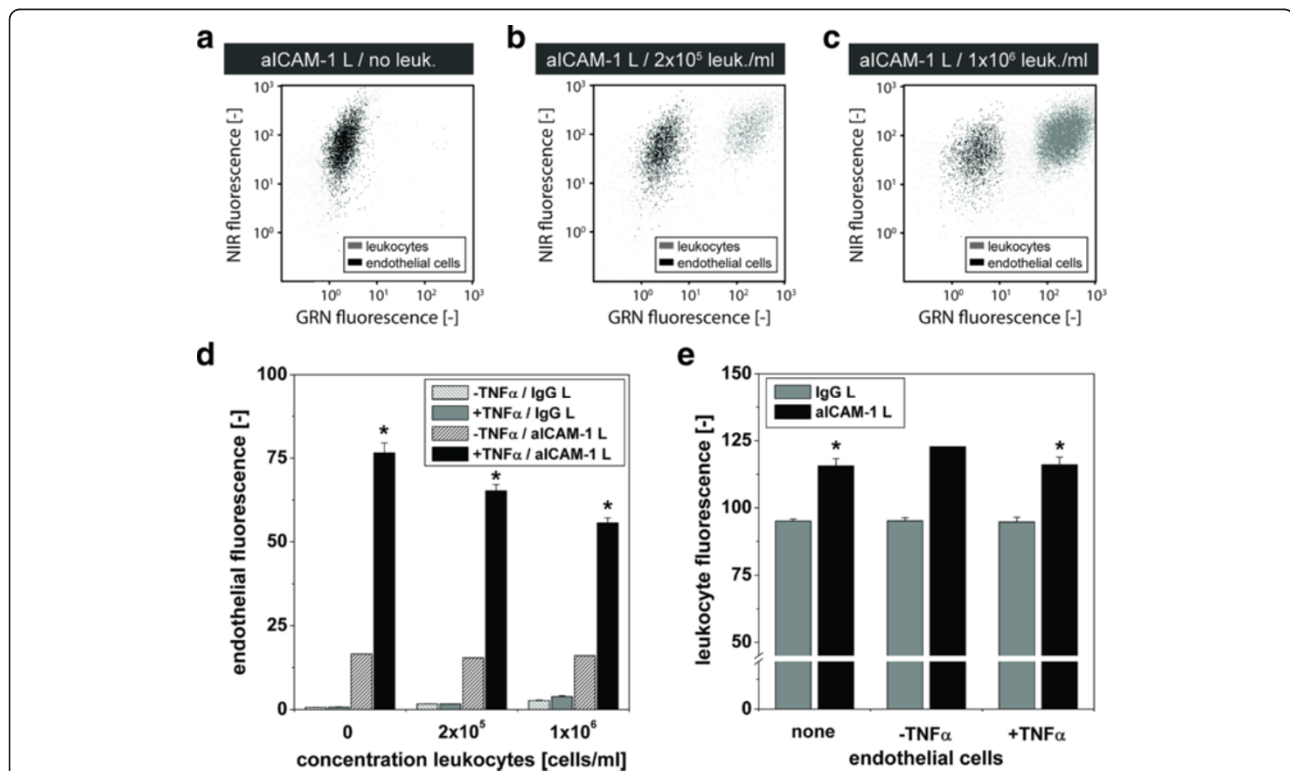 a
aICAM-1 L / no leuk.
10³
10²
10¹
10⁰
NIR fluorescence [-]
leukocytes
endothelial cells
10⁰ 10¹ 10² 10³
GRN fluorescence [-]
b
aICAM-1 L / 2x10⁵ leuk./ml
10³
10²
10¹
10⁰
NIR fluorescence [-]
leukocytes
endothelial cells
10⁰ 10¹ 10² 10³
GRN fluorescence [-]
c
aICAM-1 L / 1x10⁶ leuk./ml
10³
10²
10¹
10⁰
NIR fluorescence [-]
leukocytes
endothelial cells
10⁰ 10¹ 10² 10³
GRN fluorescence [-]
d
100
75
50
25
0
endothelial fluorescence [-]
-TNFα / IgG L
+TNFα / IgG L
-TNFα / aICAM-1 L
+TNFα / aICAM-1 L
* * *
0 2x10⁵ 1x10⁶
concentration leukocytes [cells/ml]
e
150
125
100
75
50
0
leukocyte fluorescence [-]
IgG L
aICAM-1 L
* *
none -TNFα +TNFα
endothelial cells